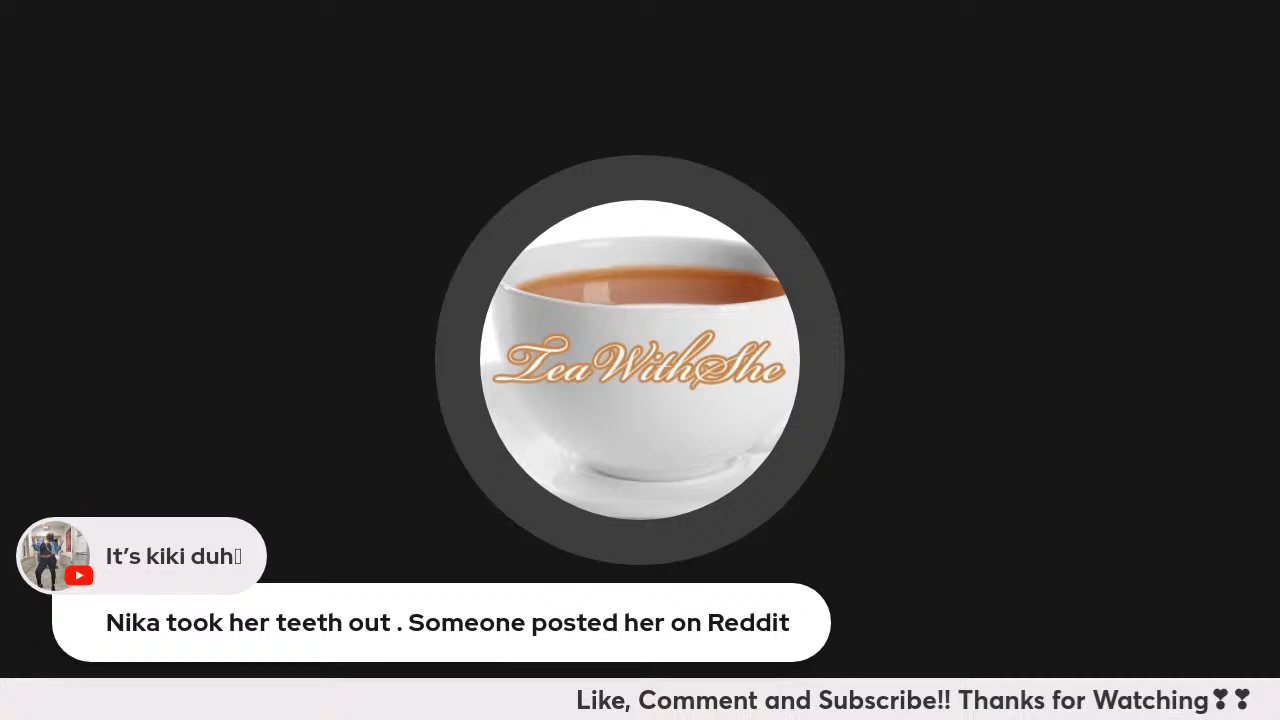 TeaWithShe
It's kiki duh▯
Nika took her teeth out . Someone posted her on Reddit
Like, Comment and Subscribe!! Thanks for Watching❣❣